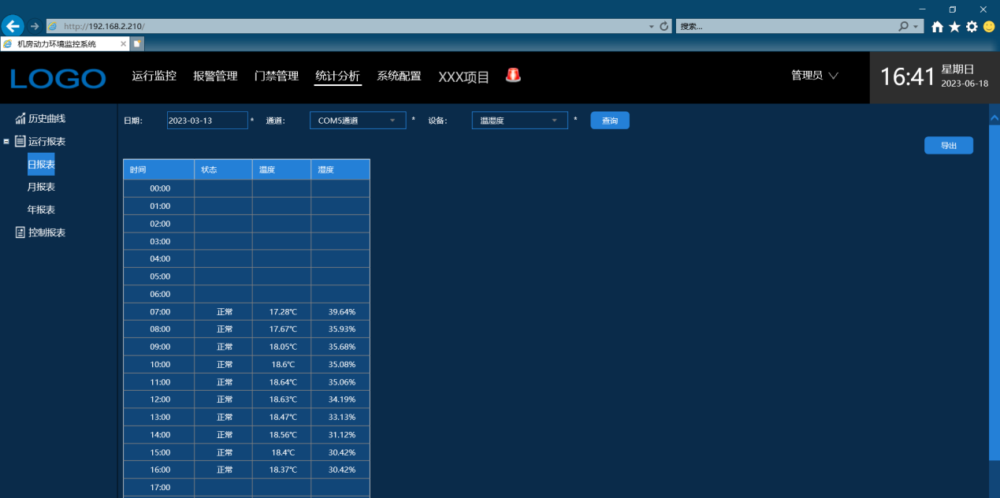 http://192.168.2.210/
搜索...
机房动力环境监控系统
LOGO
运行监控 报警管理 门禁管理 统计分析 系统配置 XXX项目
管理员
16:41
星期日
2023-06-18
历史曲线
运行报表
日报表
月报表
年报表
控制报表
日期: 2023-03-13 * 通道: COM5通道 * 设备: 温湿度 * 查询
导出
时间 状态 温度 湿度
00:00
01:00
02:00
03:00
04:00
05:00
06:00
07:00 正常 17.28℃ 39.64%
08:00 正常 17.67℃ 35.93%
09:00 正常 18.05℃ 35.68%
10:00 正常 18.6℃ 35.08%
11:00 正常 18.64℃ 35.06%
12:00 正常 18.63℃ 34.19%
13:00 正常 18.47℃ 33.13%
14:00 正常 18.56℃ 31.12%
15:00 正常 18.4℃ 30.42%
16:00 正常 18.37℃ 30.42%
17:00